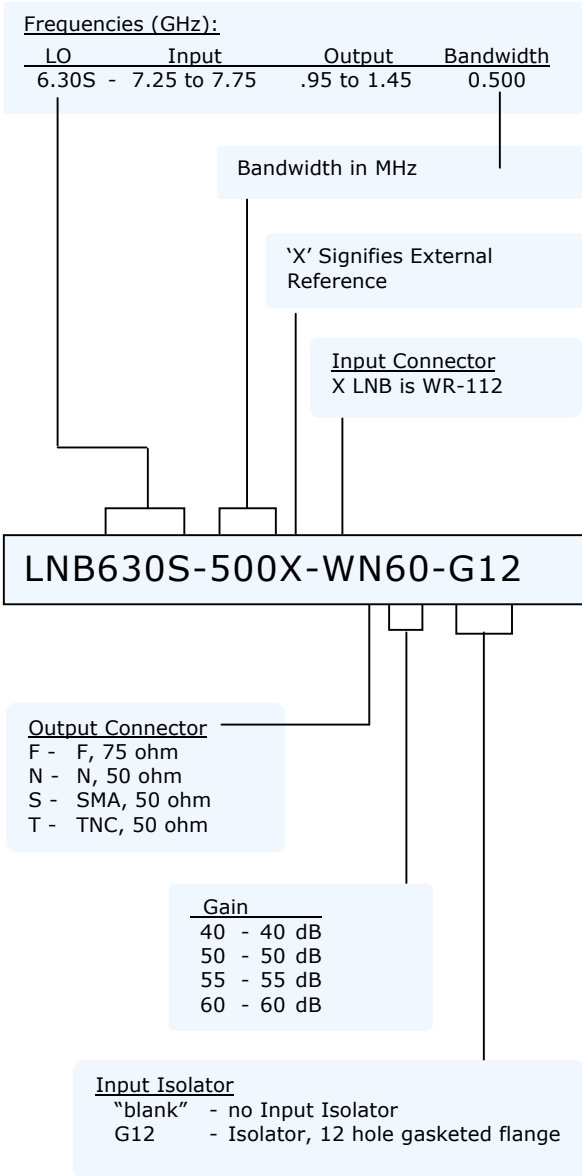 Frequencies (GHz):
LO Input Output Bandwidth
6.30S - 7.25 to 7.75 .95 to 1.45 0.500
Bandwidth in MHz
‘X’ Signifies External
Reference
Input Connector
X LNB is WR-112
LNB630S-500X-WN60-G12
Output Connector
F - F, 75 ohm
N - N, 50 ohm
S - SMA, 50 ohm
T - TNC, 50 ohm
Gain
40 - 40 dB
50 - 50 dB
55 - 55 dB
60 - 60 dB
Input Isolator
“blank” - no Input Isolator
G12 - Isolator, 12 hole gasketed flange